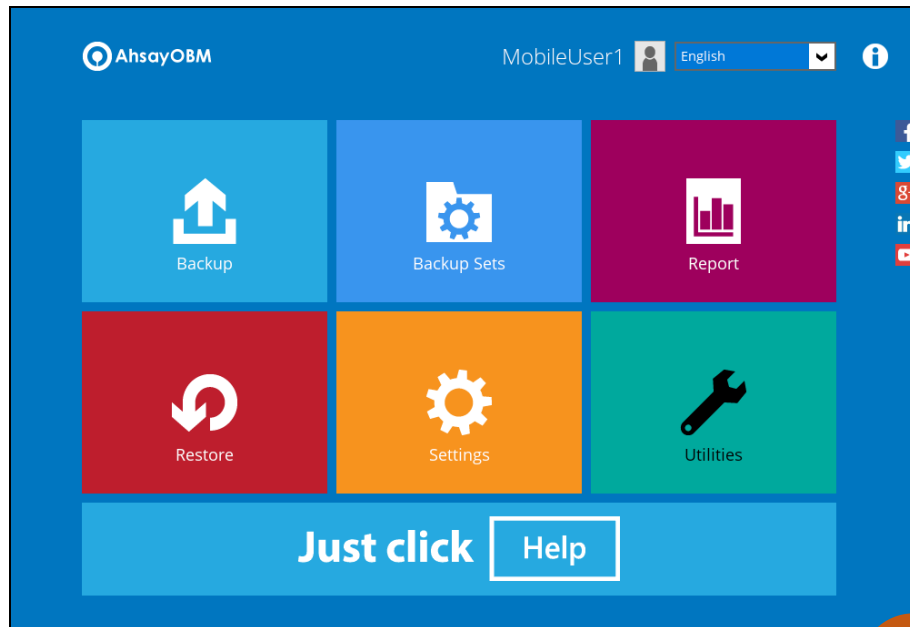 AhsayOBM
MobileUser1
English
Backup
Backup Sets
Report
Restore
Settings
Utilities
Just click Help